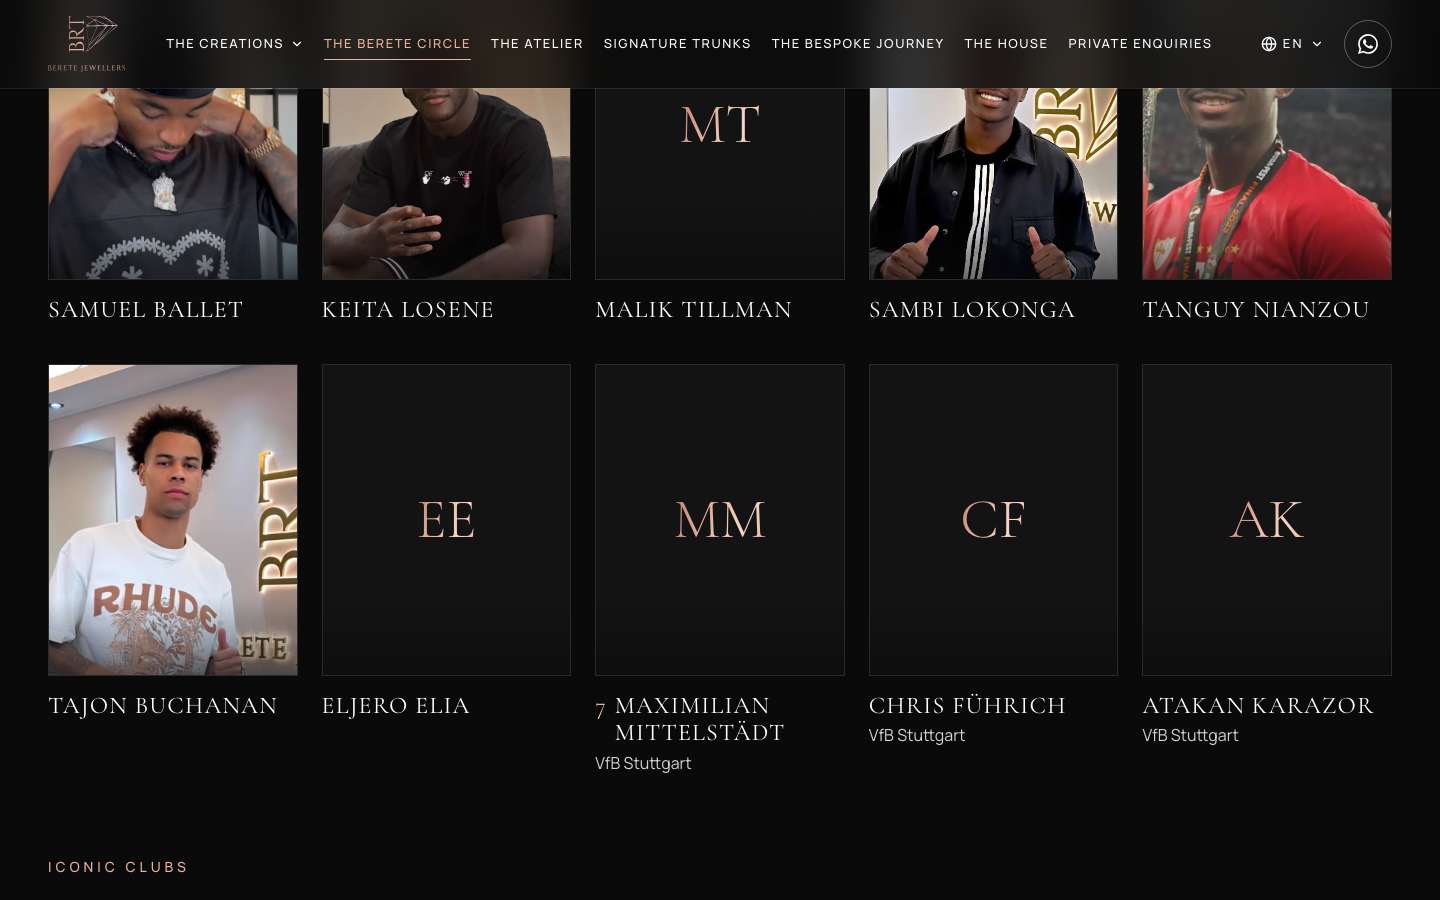 BRT
BERETE JEWELLERS
THE CREATIONS
THE BERETE CIRCLE
THE ATELIER
SIGNATURE TRUNKS
THE BESPOKE JOURNEY
THE HOUSE
PRIVATE ENQUIRIES
EN
MT
SAMUEL BALLET
KEITA LOSENE
MALIK TILLMAN
SAMBI LOKONGA
TANGUY NIANZOU
BRT
RHUDE
ETE
EE
MM
CF
AK
TAJON BUCHANAN
ELJERO ELIA
7 MAXIMILIAN
MITTELSTÄDT
VfB Stuttgart
CHRIS FÜHRICH
VfB Stuttgart
ATAKAN KARAZOR
VfB Stuttgart
ICONIC CLUBS